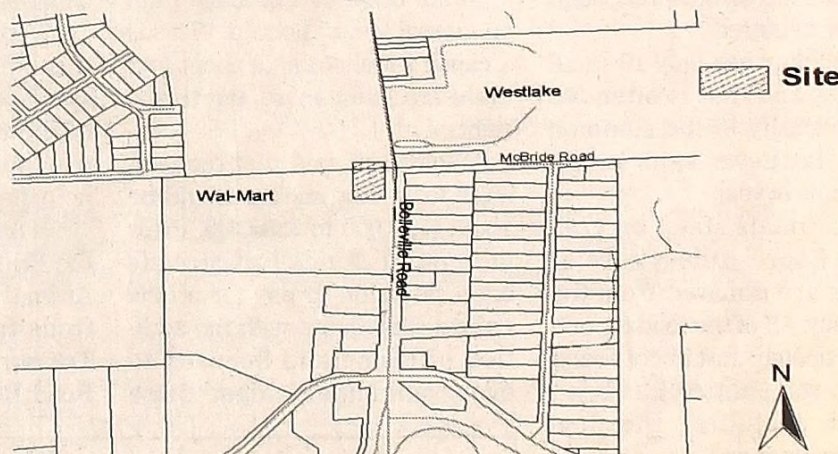 Westlake
Site
McBride Road
Wal-Mart
Belleville Road
N